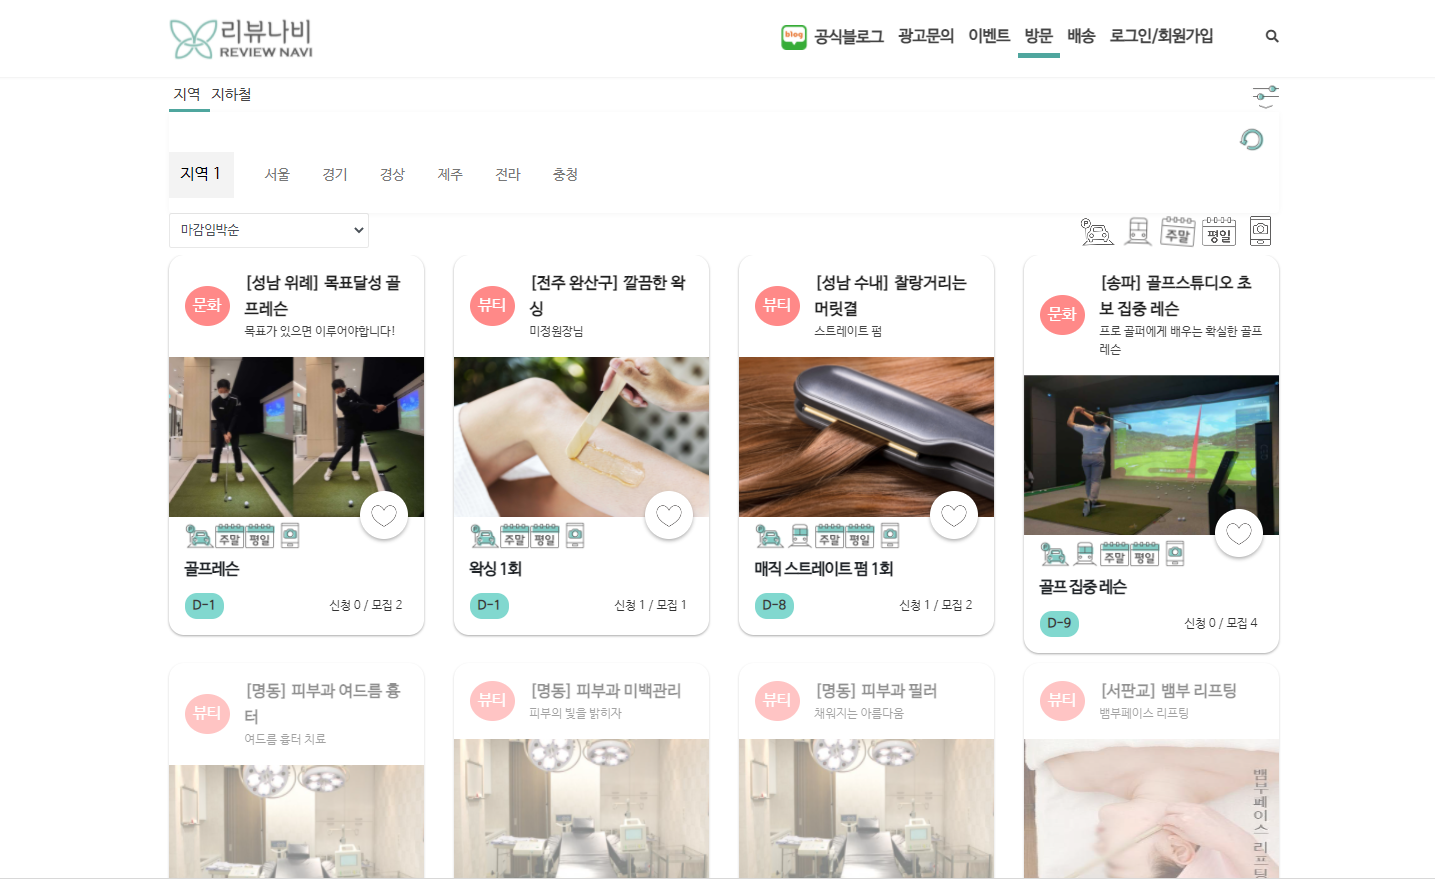 리뷰나비
REVIEW NAVI
blog 공식블로그 광고문의 이벤트 방문 배송 로그인/회원가입
지역 지하철
지역 1 서울 경기 경상 제주 전라 충청
마감임박순
P 주말 평일
문화
[성남 위례] 목표달성 골
프레슨
목표가 있으면 이루어야합니다!
P 주말 평일
골프레슨
D-1 신청 0 / 모집 2
뷰티
[전주 완산구] 깔끔한 왁
싱
미정원장님
P 주말 평일
왁싱 1회
D-1 신청 1 / 모집 1
뷰티
[성남 수내] 찰랑거리는
머릿결
스트레이트 펌
P 주말 평일
매직 스트레이트 펌 1회
D-8 신청 1 / 모집 2
문화
[송파] 골프스튜디오 초
보 집중 레슨
프로 골퍼에게 배우는 확실한 골프
레슨
P 주말 평일
골프 집중 레슨
D-9 신청 0 / 모집 4
뷰티
[명동] 피부과 여드름 흉
터
여드름 흉터 치료
뷰티
[명동] 피부과 미백관리
피부의 빛을 밝히자
뷰티
[명동] 피부과 필러
채워지는 아름다움
뷰티
[서판교] 뱀부 리프팅
뱀부페이스 리프팅
뱀부페이스 리프팅